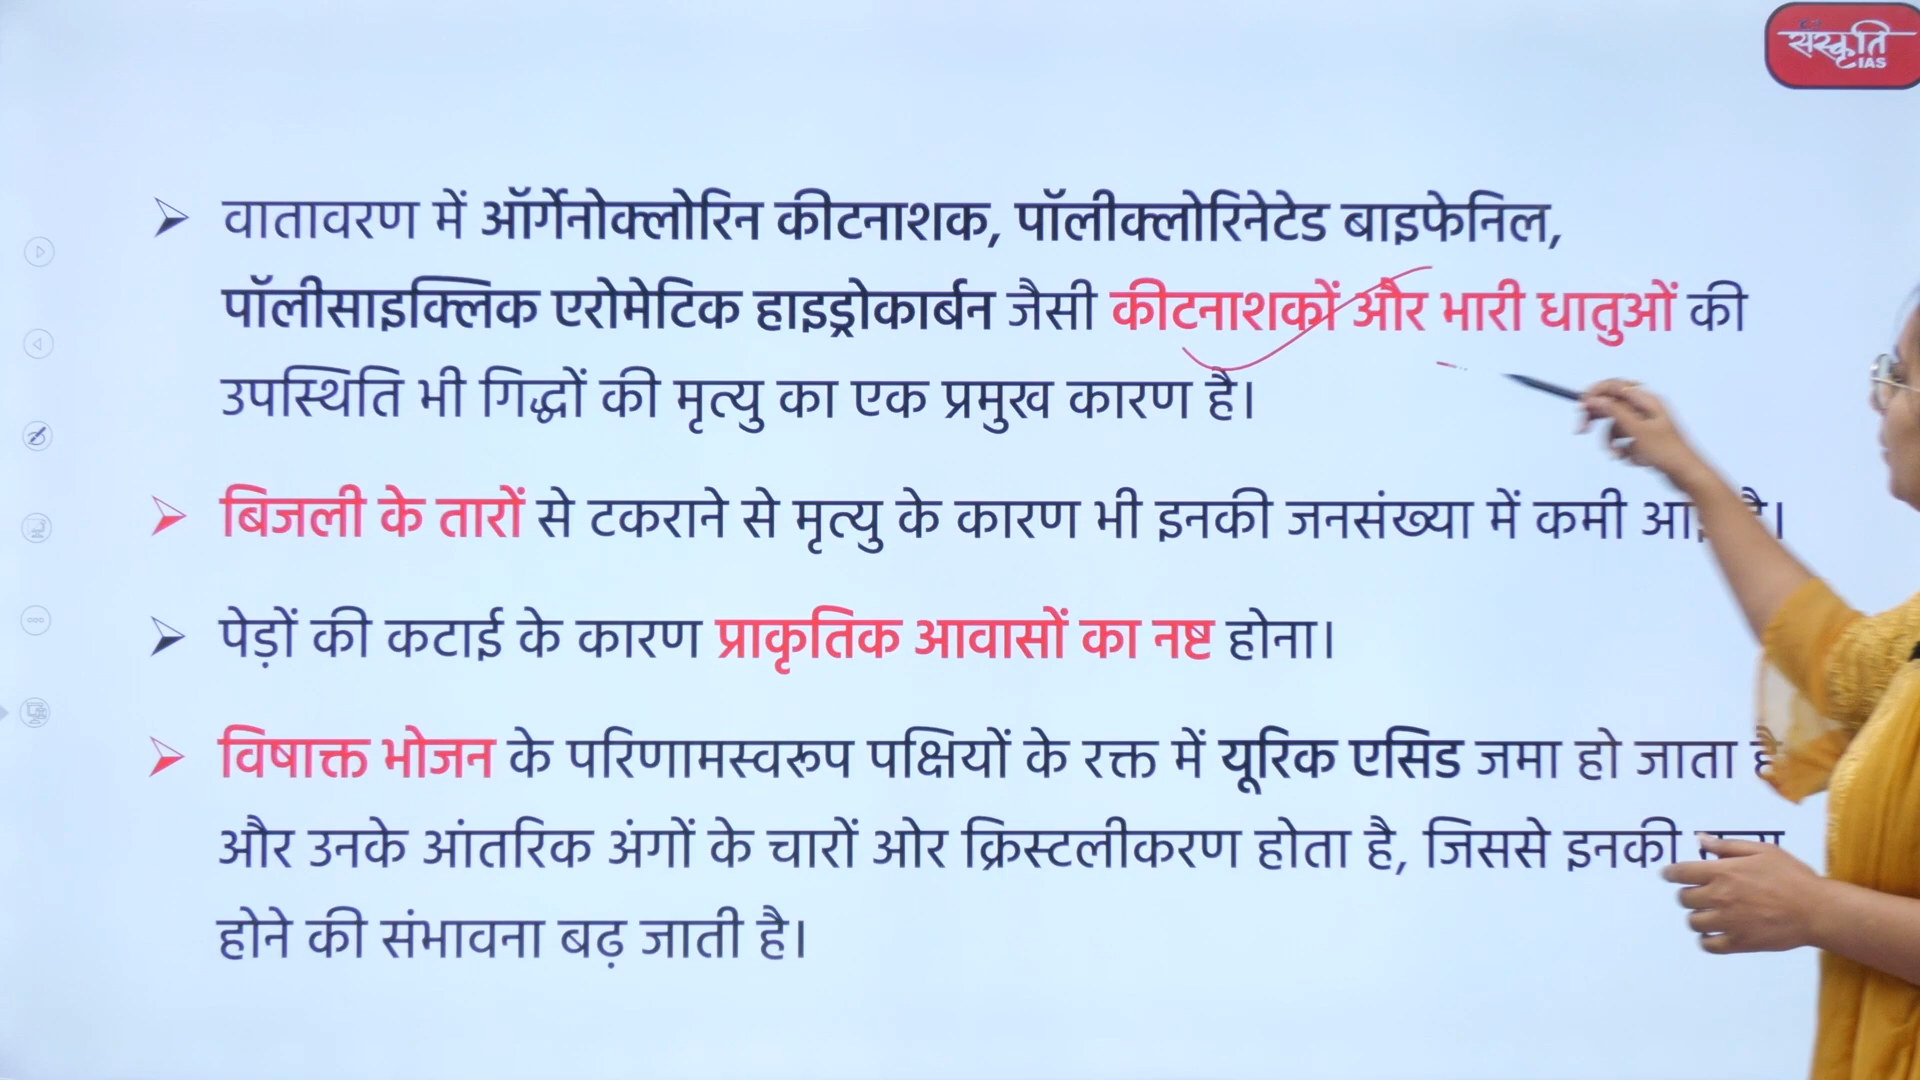 संस्कृति
IAS
वातावरण में ऑर्गेनोक्लोरिन कीटनाशक, पॉलीक्लोरिनेटेड बाइफेनिल,
पॉलीसाइक्लिक एरोमेटिक हाइड्रोकार्बन जैसी कीटनाशकों और भारी धातुओं की
उपस्थिति भी गिद्धों की मृत्यु का एक प्रमुख कारण है।
बिजली के तारों से टकराने से मृत्यु के कारण भी इनकी जनसंख्या में कमी
पेड़ों की कटाई के कारण प्राकृतिक आवासों का नष्ट होना।
विषाक्त भोजन के परिणामस्वरूप पक्षियों के रक्त में यूरिक एसिड जमा हो जाता है
और उनके आंतरिक अंगों के चारों ओर क्रिस्टलीकरण होता है, जिससे इनकी
होने की संभावना बढ़ जाती है।